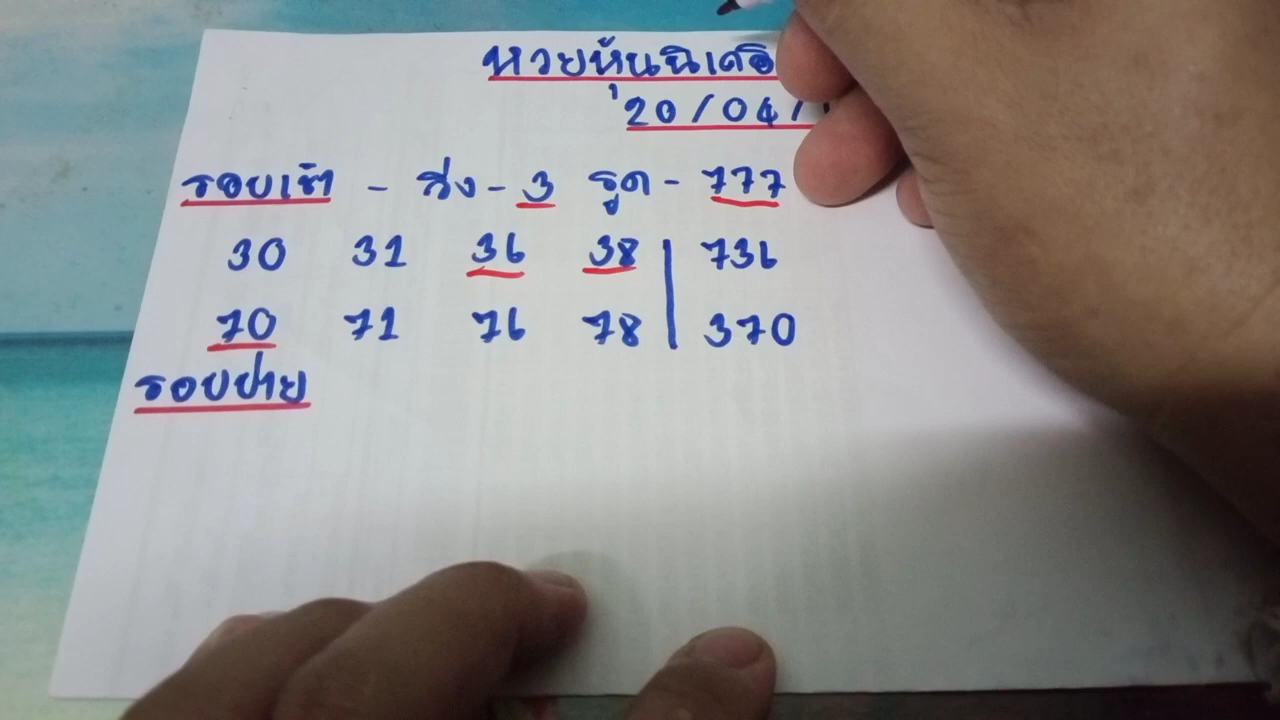 หวยหุ้นนิเคอิ
20/04/
รอบเช้า - วิ่ง - 3 รูด - 777
30 31 36 38 | 736
70 71 76 78 | 370
รอบบ่าย